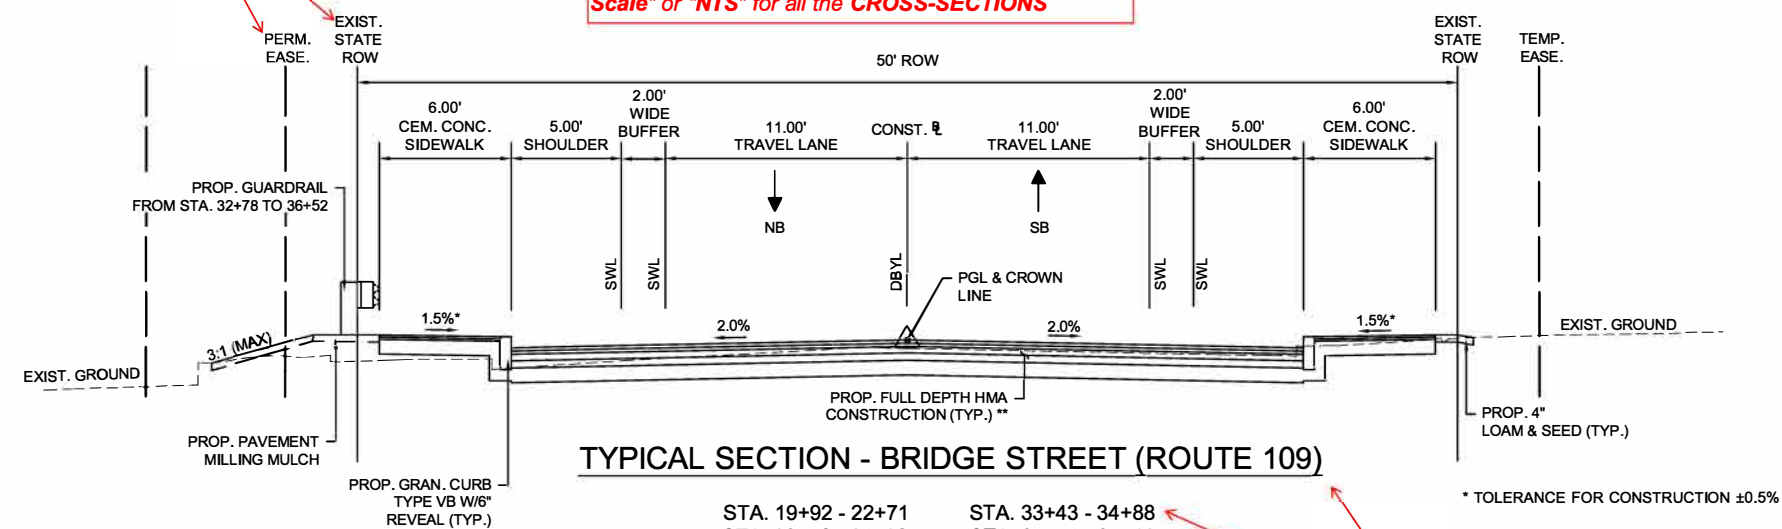 Scale" or "NTS" for all the CROSS-SECTIONS
PERM.
EASE.
EXIST.
STATE
ROW
50' ROW
EXIST.
STATE
ROW
TEMP.
EASE.
6.00'
CEM. CONC.
SIDEWALK
5.00'
SHOULDER
2.00'
WIDE
BUFFER
11.00'
TRAVEL LANE
CONST. BL
11.00'
TRAVEL LANE
2.00'
WIDE
BUFFER
5.00'
SHOULDER
6.00'
CEM. CONC.
SIDEWALK
PROP. GUARDRAIL
FROM STA. 32+78 TO 36+52
NB
SB
SWL
SWL
DBYL
SWL
SWL
PGL & CROWN
LINE
3:1 (MAX)
1.5%*
2.0%
2.0%
1.5%*
EXIST. GROUND
EXIST. GROUND
PROP. PAVEMENT
MILLING MULCH
PROP. GRAN. CURB
TYPE VB W/6"
REVEAL (TYP.)
PROP. FULL DEPTH HMA
CONSTRUCTION (TYP.) **
PROP. 4"
LOAM & SEED (TYP.)
TYPICAL SECTION - BRIDGE STREET (ROUTE 109)
STA. 19+92 - 22+71
STA. 33+43 - 34+88
* TOLERANCE FOR CONSTRUCTION ±0.5%